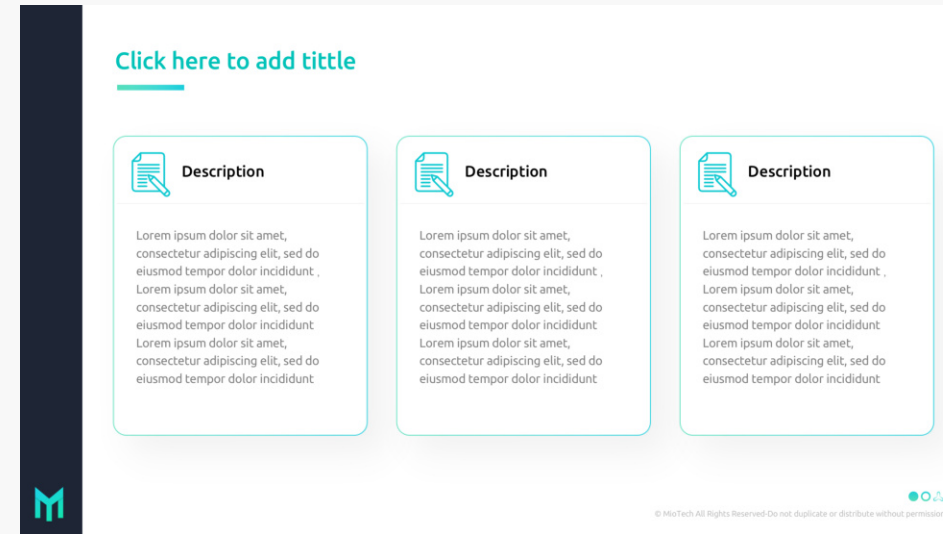 Click here to add tittle
Description
Lorem ipsum dolor sit amet,
consectetur adipiscing elit, sed do
eiusmod tempor dolor incididunt .
Lorem ipsum dolor sit amet,
consectetur adipiscing elit, sed do
eiusmod tempor dolor incididunt
Lorem ipsum dolor sit amet,
consectetur adipiscing elit, sed do
eiusmod tempor dolor incididunt
Description
Lorem ipsum dolor sit amet,
consectetur adipiscing elit, sed do
eiusmod tempor dolor incididunt .
Lorem ipsum dolor sit amet,
consectetur adipiscing elit, sed do
eiusmod tempor dolor incididunt
Lorem ipsum dolor sit amet,
consectetur adipiscing elit, sed do
eiusmod tempor dolor incididunt
Description
Lorem ipsum dolor sit amet,
consectetur adipiscing elit, sed do
eiusmod tempor dolor incididunt .
Lorem ipsum dolor sit amet,
consectetur adipiscing elit, sed do
eiusmod tempor dolor incididunt
Lorem ipsum dolor sit amet,
consectetur adipiscing elit, sed do
eiusmod tempor dolor incididunt
M
© MioTech All Rights Reserved-Do not duplicate or distribute without permission